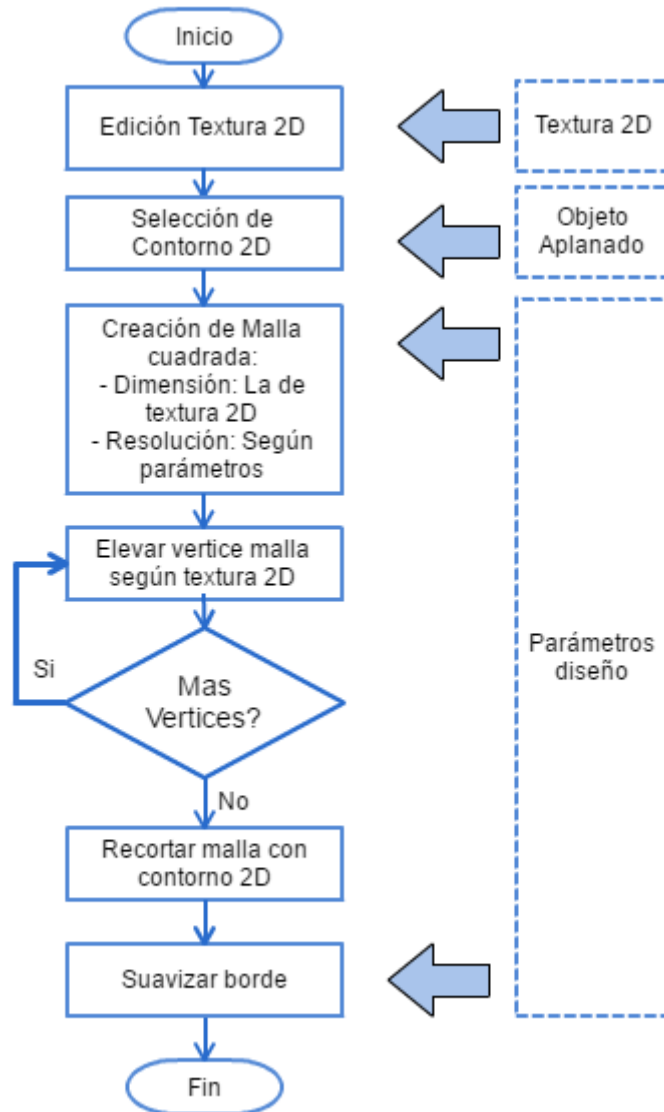 Inicio
Edición Textura 2D
Textura 2D
Selección de
Contorno 2D
Objeto
Aplanado
Creación de Malla
cuadrada:
- Dimensión: La de
textura 2D
- Resolución: Según
parámetros
Elevar vertice malla
según textura 2D
Si
Mas
Vertices?
Parámetros
diseño
No
Recortar malla con
contorno 2D
Suavizar borde
Fin